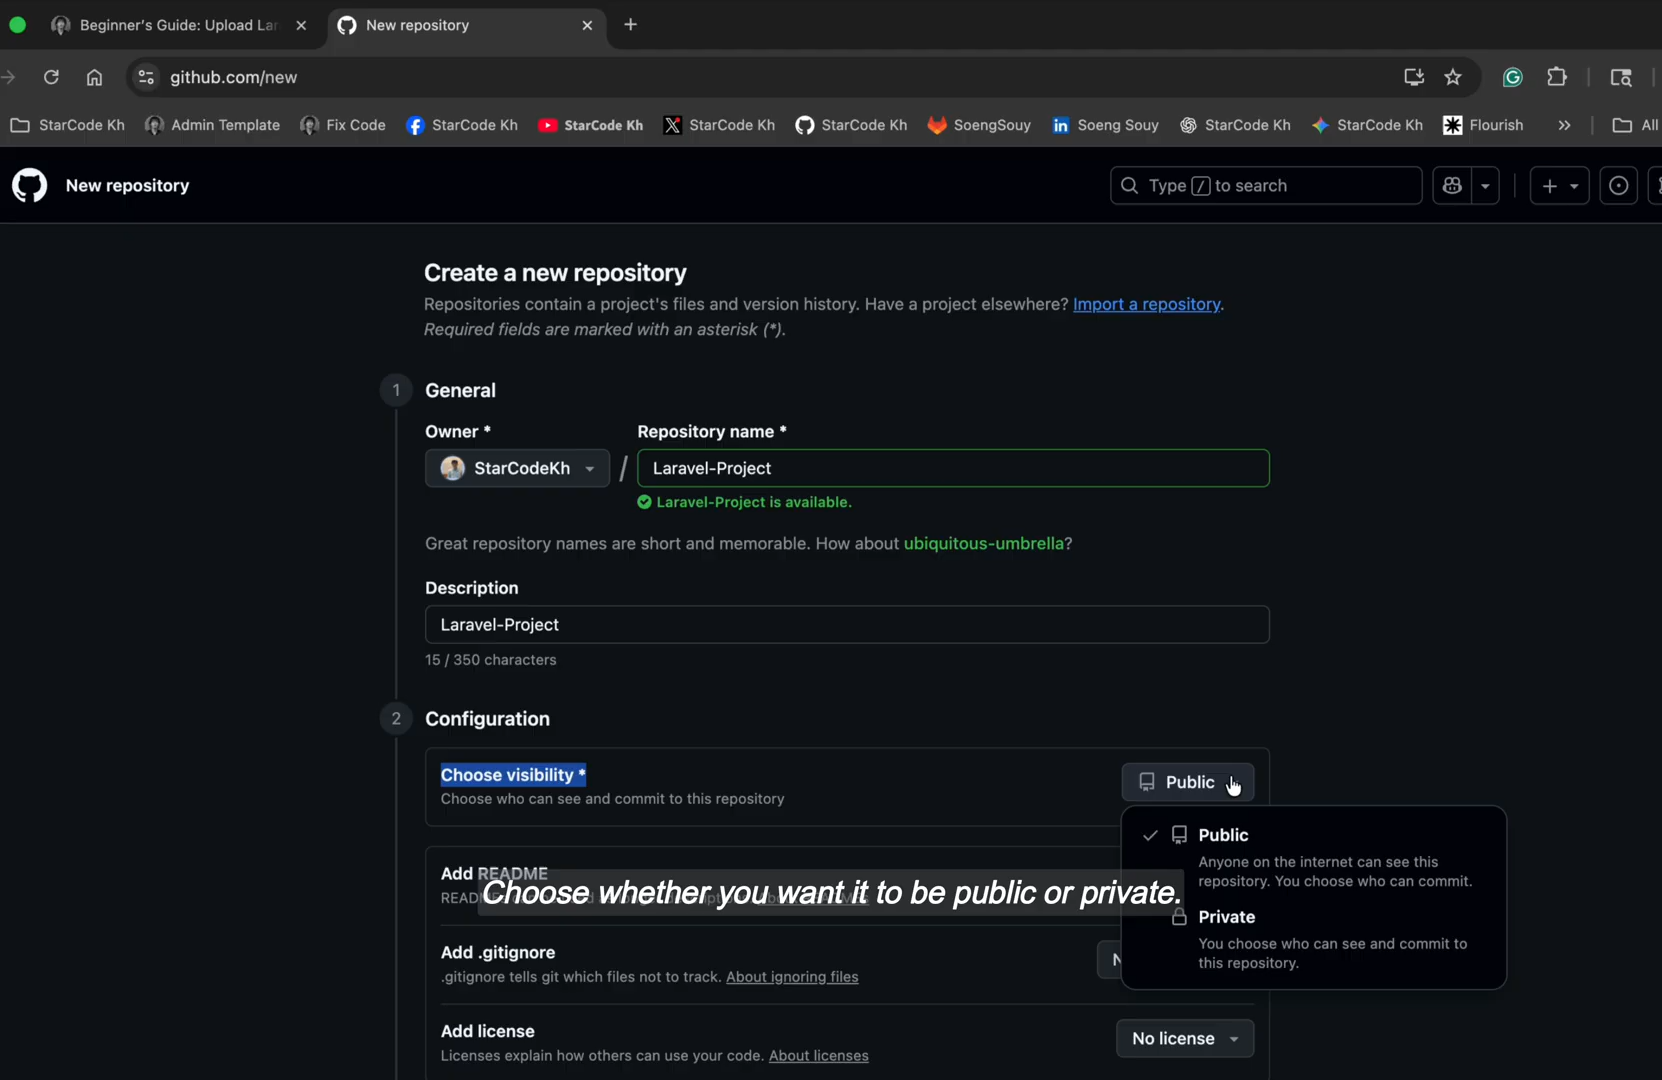 Beginner's Guide: Upload Lar
New repository
github.com/new
StarCode Kh
Admin Template
Fix Code
StarCode Kh
StarCode Kh
StarCode Kh
StarCode Kh
SoengSouy
Soeng Souy
StarCode Kh
StarCode Kh
Flourish
All
New repository
Type / to search
Create a new repository
Repositories contain a project's files and version history. Have a project elsewhere? Import a repository.
Required fields are marked with an asterisk (*).
1 General
Owner *
Repository name *
StarCodeKh / Laravel-Project
Laravel-Project is available.
Great repository names are short and memorable. How about ubiquitous-umbrella?
Description
Laravel-Project
15 / 350 characters
2 Configuration
Choose visibility *
Choose who can see and commit to this repository
Public
Public
Anyone on the internet can see this
repository. You choose who can commit.
Private
You choose who can see and commit to
this repository.
Add README
Choose whether you want it to be public or private.
Add .gitignore
.gitignore tells git which files not to track. About ignoring files
Add license
Licenses explain how others can use your code. About licenses
No license